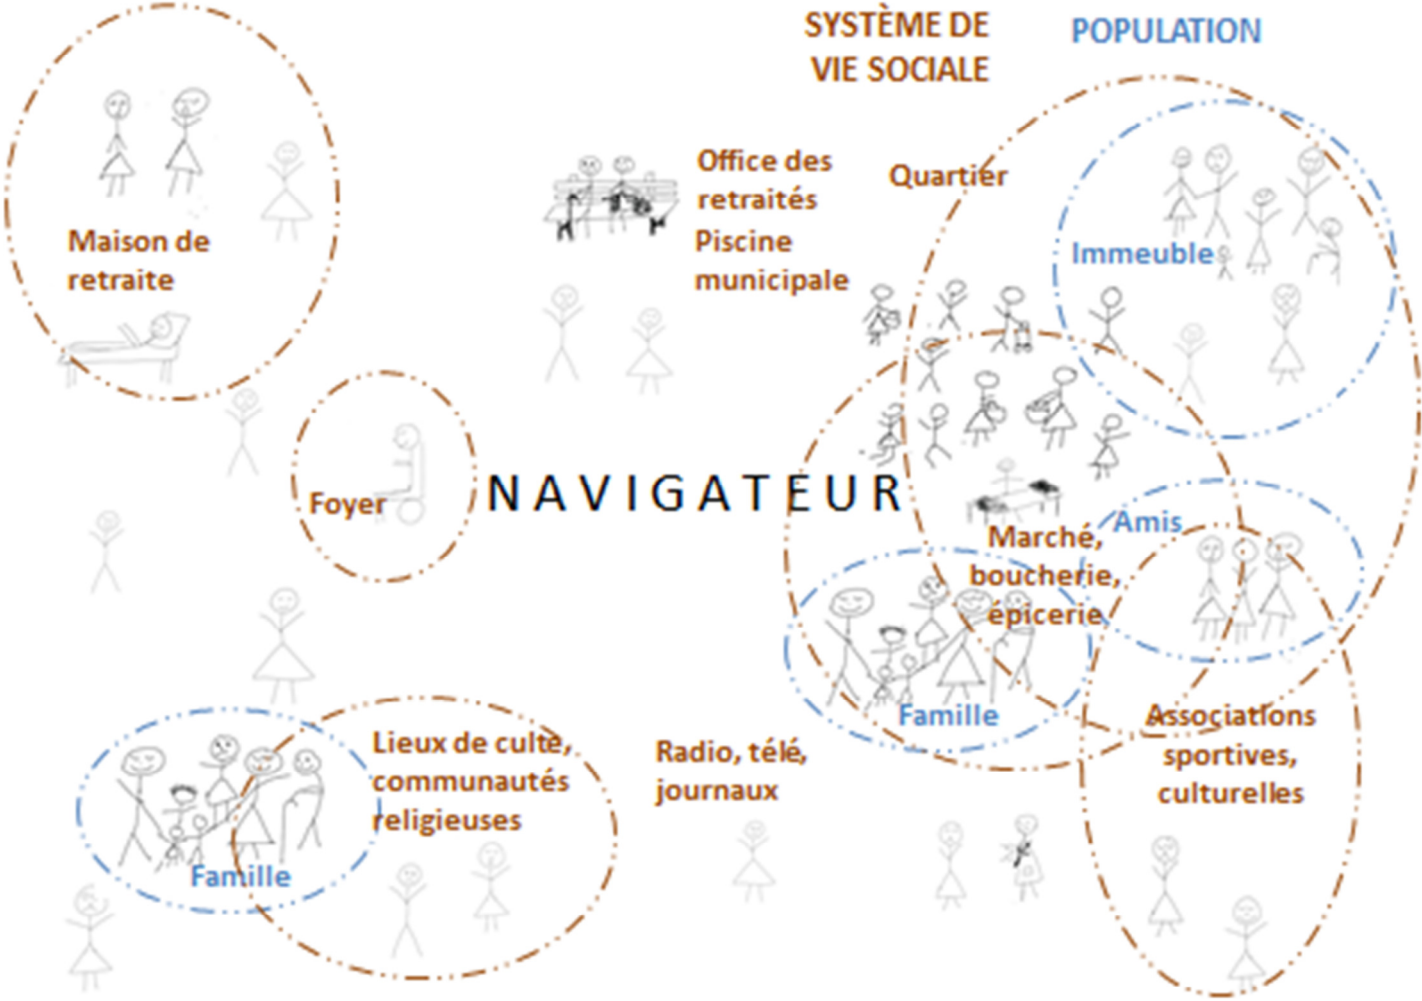 SYSTÈME DE
VIE SOCIALE
POPULATION
Office des
retraités
Piscine
municipale
Quartier
Immeuble
Maison de
retraite
Foyer
NAVIGATEUR
Amis
Marché,
boucherie,
épicerie
Famille
Associations
sportives,
culturelles
Lieux de culte,
communautés
religieuses
Radio, télé,
journaux
Famille